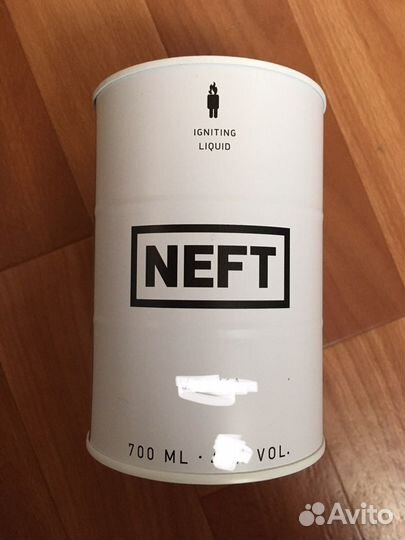 IGNITING
LIQUID
NEFT
700 ML · VOL.
Avito